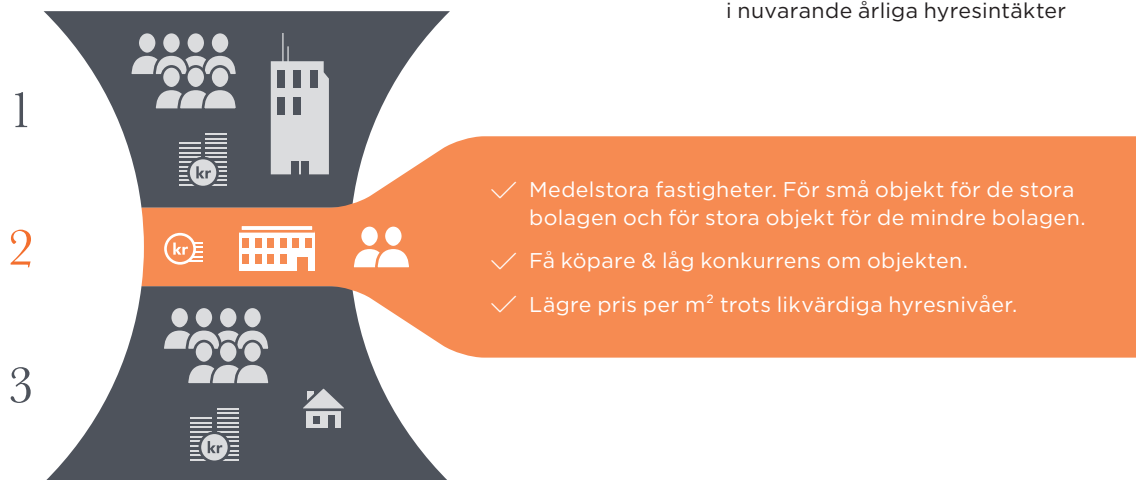 i nuvarande årliga hyresintäkter
1
kr
2
kr
Medelstora fastigheter. För små objekt för de stora
bolagen och för stora objekt för de mindre bolagen.
Få köpare & låg konkurrens om objekten.
Lägre pris per m² trots likvärdiga hyresnivåer.
3
kr